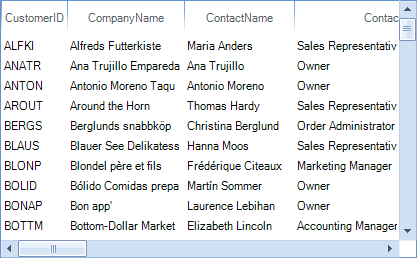 CustomerID CompanyName ContactName Contac
ALFKI Alfreds Futterkiste Maria Anders Sales Representativ
ANATR Ana Trujillo Empareda Ana Trujillo Owner
ANTON Antonio Moreno Taqu Antonio Moreno Owner
AROUT Around the Horn Thomas Hardy Sales Representativ
BERGS Berglunds snabbköp Christina Berglund Order Administrator
BLAUS Blauer See Delikatess Hanna Moos Sales Representativ
BLONP Blondel père et fils Frédérique Citeaux Marketing Manager
BOLID Bólido Comidas prepa Martín Sommer Owner
BONAP Bon app' Laurence Lebihan Owner
BOTTM Bottom-Dollar Market Elizabeth Lincoln Accounting Manager